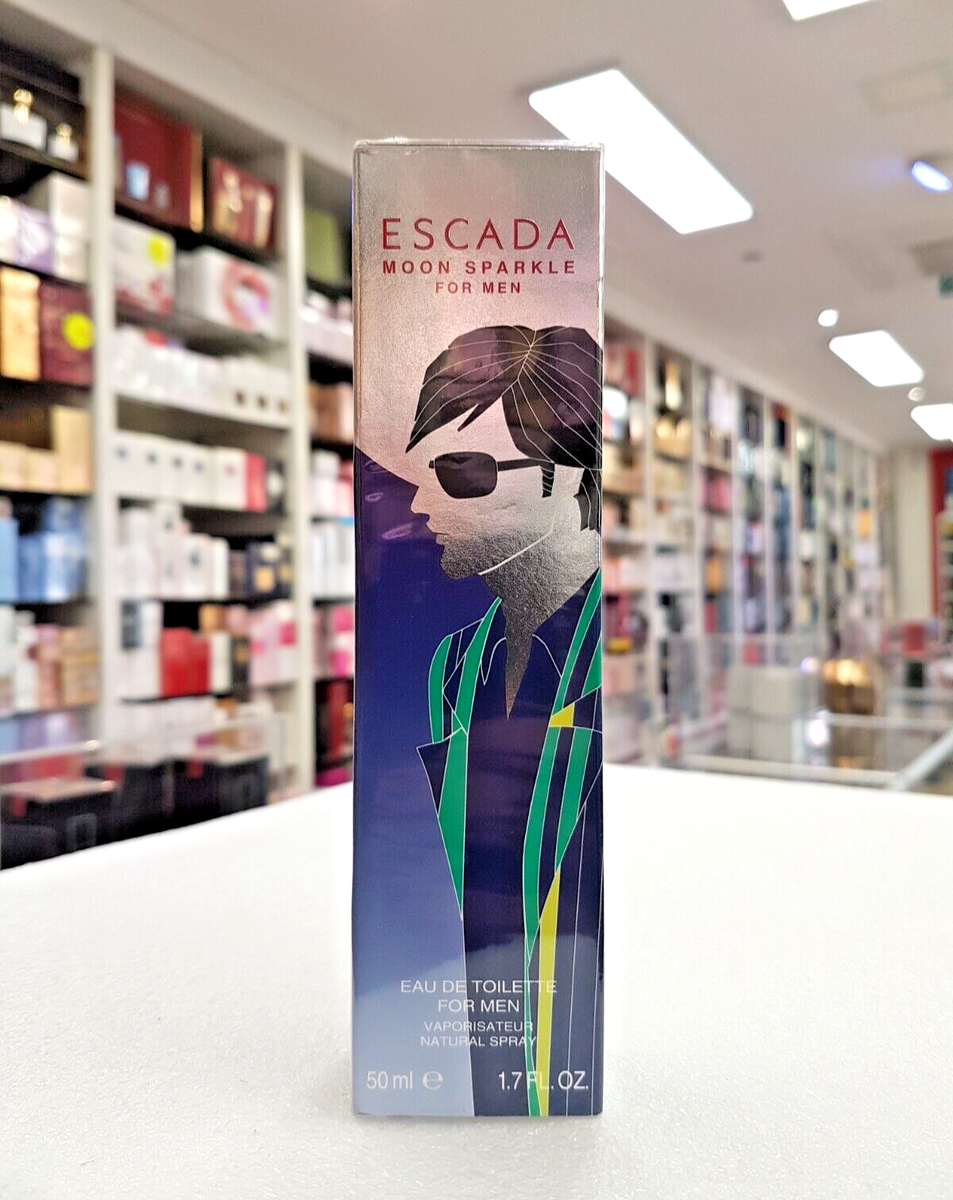 ESCADA
MOON SPARKLE
FOR MEN
EAU DE TOILETTE
FOR MEN
VAPORISATEUR
NATURAL SPRAY
50 ml ℮ 1.7 FL. OZ.